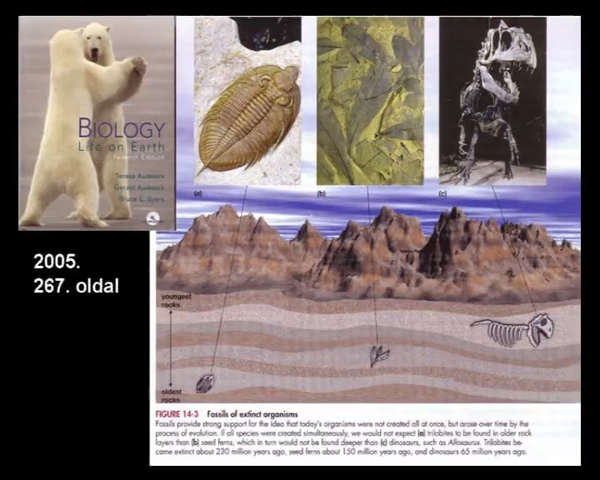 BIOLOGY
Life on Earth
Seventh Edition
Teresa Audesirk
Gerald Audesirk
Bruce E. Byers
2005.
267. oldal
(a)
(b)
(c)
youngest
rocks
oldest
rocks
FIGURE 14-3 Fossils of extinct organisms
Fossils provide strong support for the idea that today's organisms were not created all at once, but arose over time by the
process of evolution. If all species were created simultaneously, we would not expect (a) trilobites to be found in older rock
layers than (b) seed ferns, which in turn would not be found deeper than (c) dinosaurs, such as Allosaurus. Trilobites be-
came extinct about 230 million years ago, seed ferns about 150 million years ago, and dinosaurs 65 million years ago.